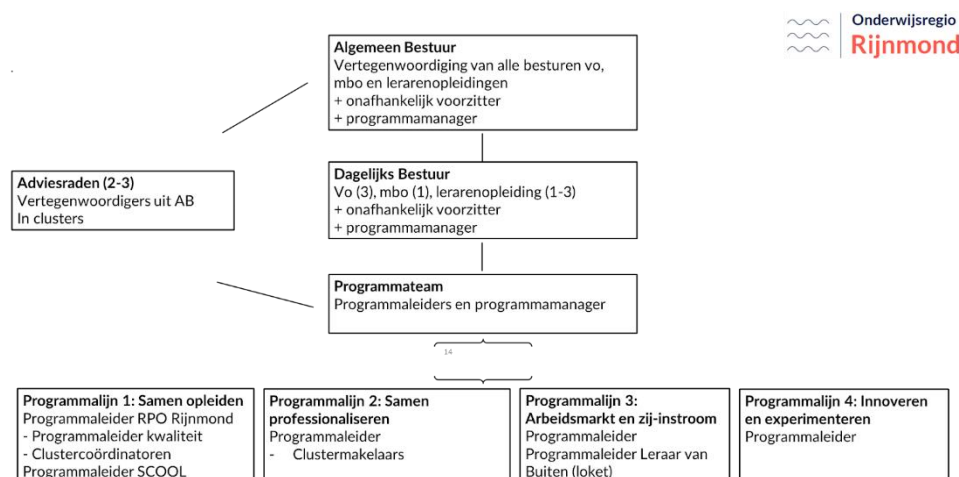 Onderwijsregio
Rijnmond
Algemeen Bestuur
Vertegenwoordiging van alle besturen vo,
mbo en lerarenopleidingen
+ onafhankelijk voorzitter
+ programmamanager
Adviesraden (2-3)
Vertegenwoordigers uit AB
In clusters
Dagelijks Bestuur
Vo (3), mbo (1), lerarenopleiding (1-3)
+ onafhankelijk voorzitter
+ programmamanager
Programmateam
Programmaleiders en programmamanager
14
Programmalijn 1: Samen opleiden
Programmaleider RPO Rijnmond
- Programmaleider kwaliteit
- Clustercoördinatoren
Programmaleider SCOOL
Programmalijn 2: Samen
professionaliseren
Programmaleider
- Clustermakelaars
Programmalijn 3:
Arbeidsmarkt en zij-instroom
Programmaleider
Programmaleider Leraar van
Buiten (loket)
Programmalijn 4: Innoveren
en experimenteren
Programmaleider